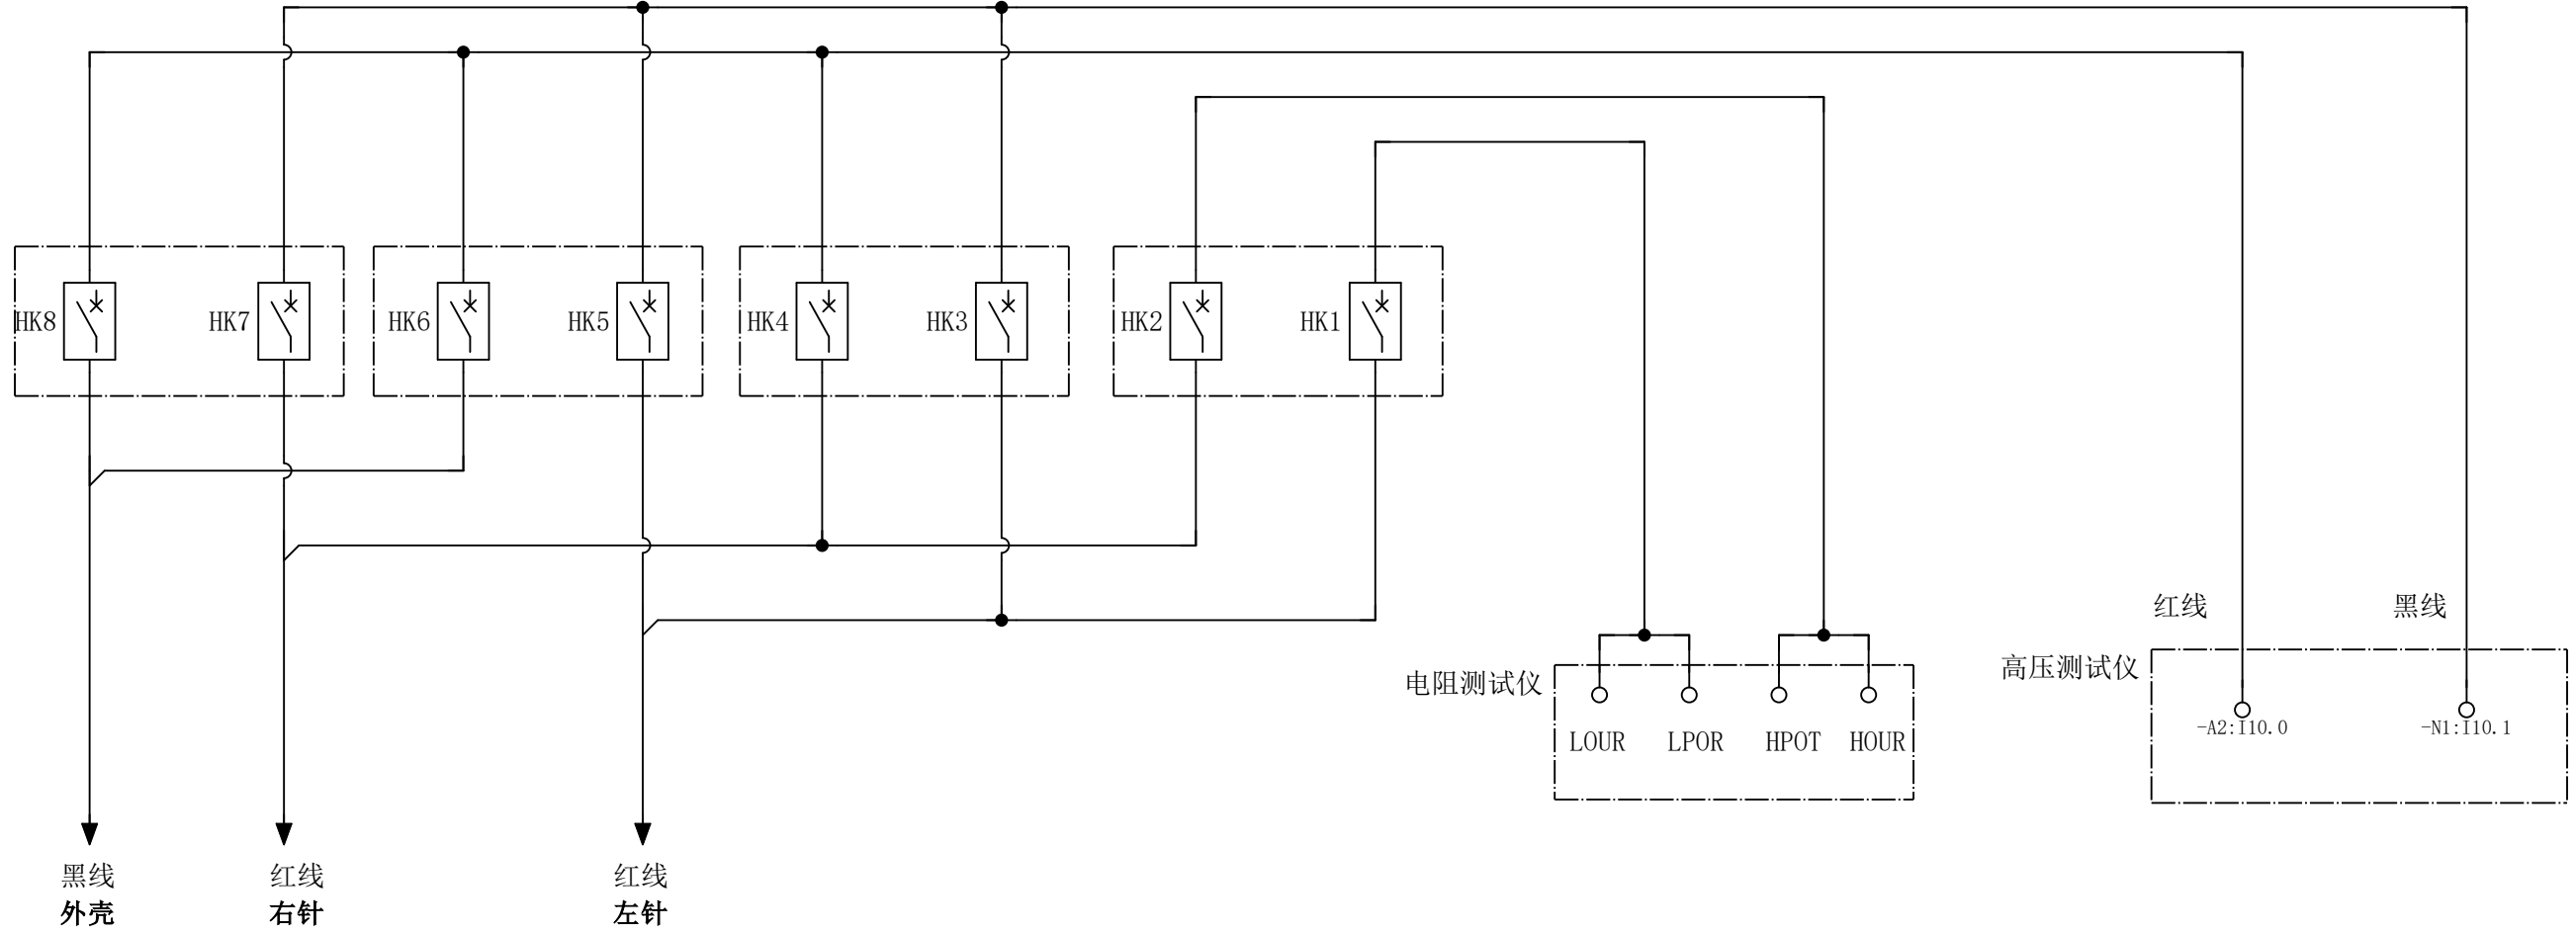 HK8
HK7
HK6
HK5
HK4
HK3
HK2
HK1
红线
黑线
电阻测试仪
高压测试仪
LOUR
LPOR
HPOT
HOUR
-A2:I10.0
-N1:I10.1
黑线
外壳
红线
右针
红线
左针